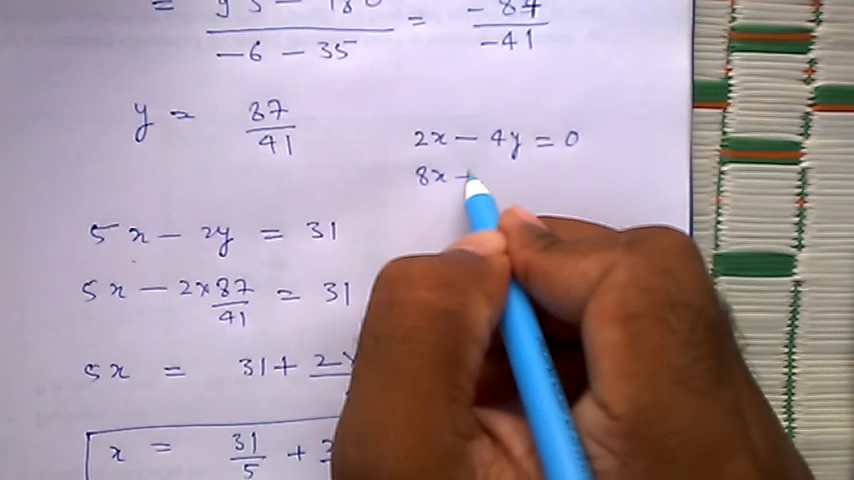 = 93 - 180 / -6 - 35 = -87 / -41
y = 87/41
2x - 4y = 0
8x -
5x - 2y = 31
5x - 2×87/41 = 31
5x = 31 + 2
x = 31/5 +